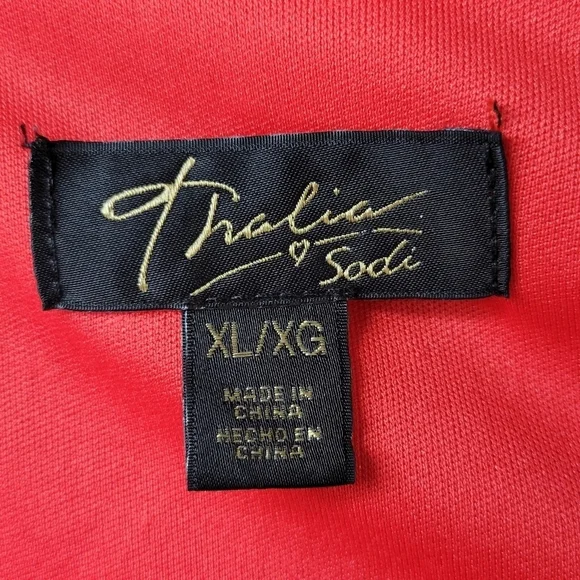 Thalia
Sodi
XL/XG
MADE IN
CHINA
HECHO EN
CHINA